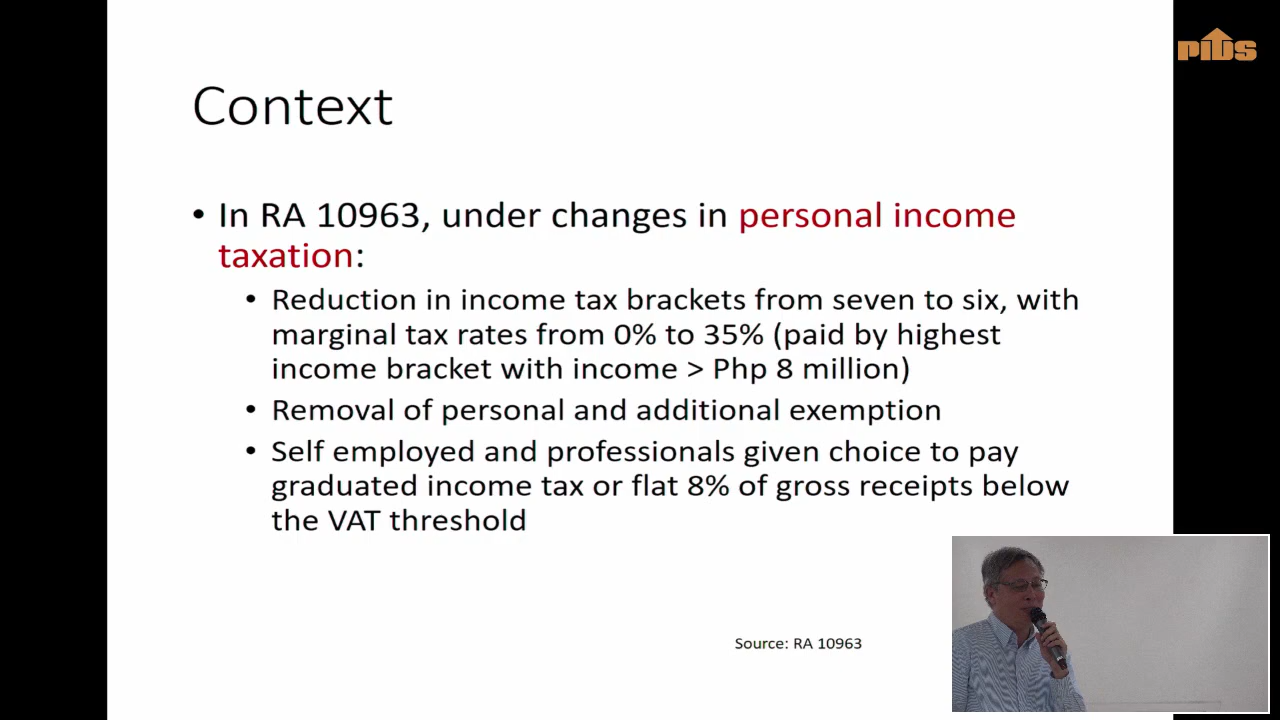 PIDS
Context
• In RA 10963, under changes in personal income
taxation:
• Reduction in income tax brackets from seven to six, with
marginal tax rates from 0% to 35% (paid by highest
income bracket with income > Php 8 million)
• Removal of personal and additional exemption
• Self employed and professionals given choice to pay
graduated income tax or flat 8% of gross receipts below
the VAT threshold
Source: RA 10963